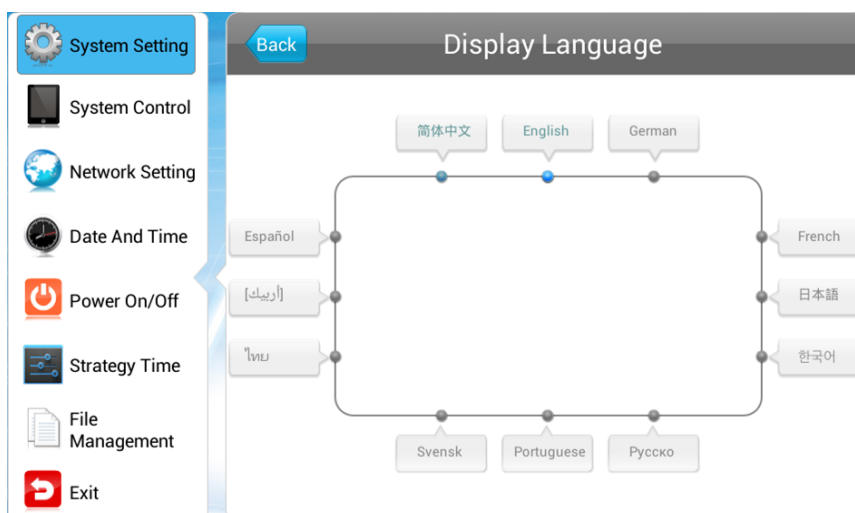 System Setting
System Control
Network Setting
Date And Time
Power On/Off
Strategy Time
File
Management
Exit
Back
Display Language
简体中文
English
German
Español
[أربيك]
ไทย
French
日本語
한국어
Svensk
Portuguese
Русско